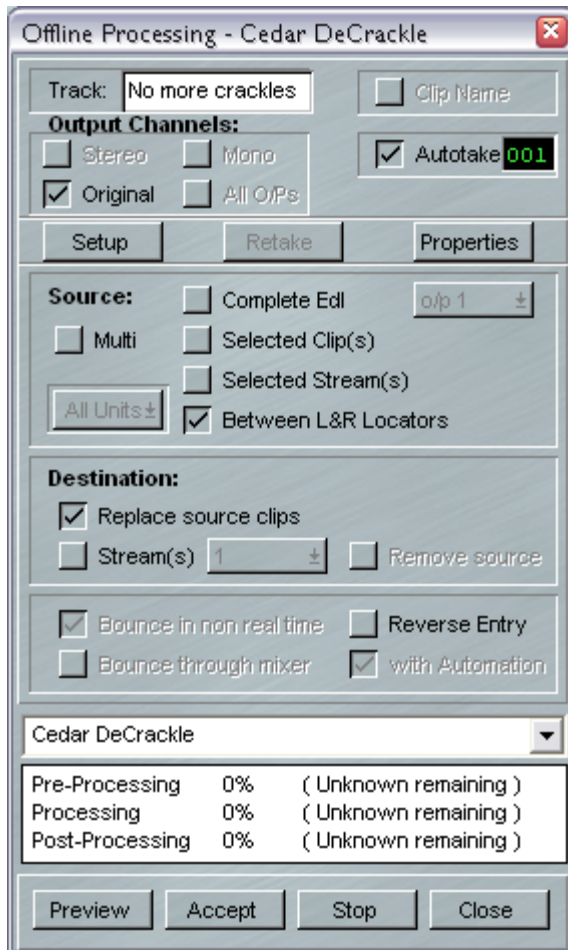 Offline Processing - Cedar DeCrackle
Track: No more crackles
Clip Name
Output Channels:
Stereo Mono
Autotake 001
Original All O/Ps
Setup Retake Properties
Source: Complete Edl o/p 1
Multi Selected Clip(s)
Selected Stream(s)
All Units
Between L&R Locators
Destination:
Replace source clips
Stream(s) 1 Remove source
Bounce in non real time Reverse Entry
Bounce through mixer with Automation
Cedar DeCrackle
Pre-Processing 0% ( Unknown remaining )
Processing 0% ( Unknown remaining )
Post-Processing 0% ( Unknown remaining )
Preview Accept Stop Close